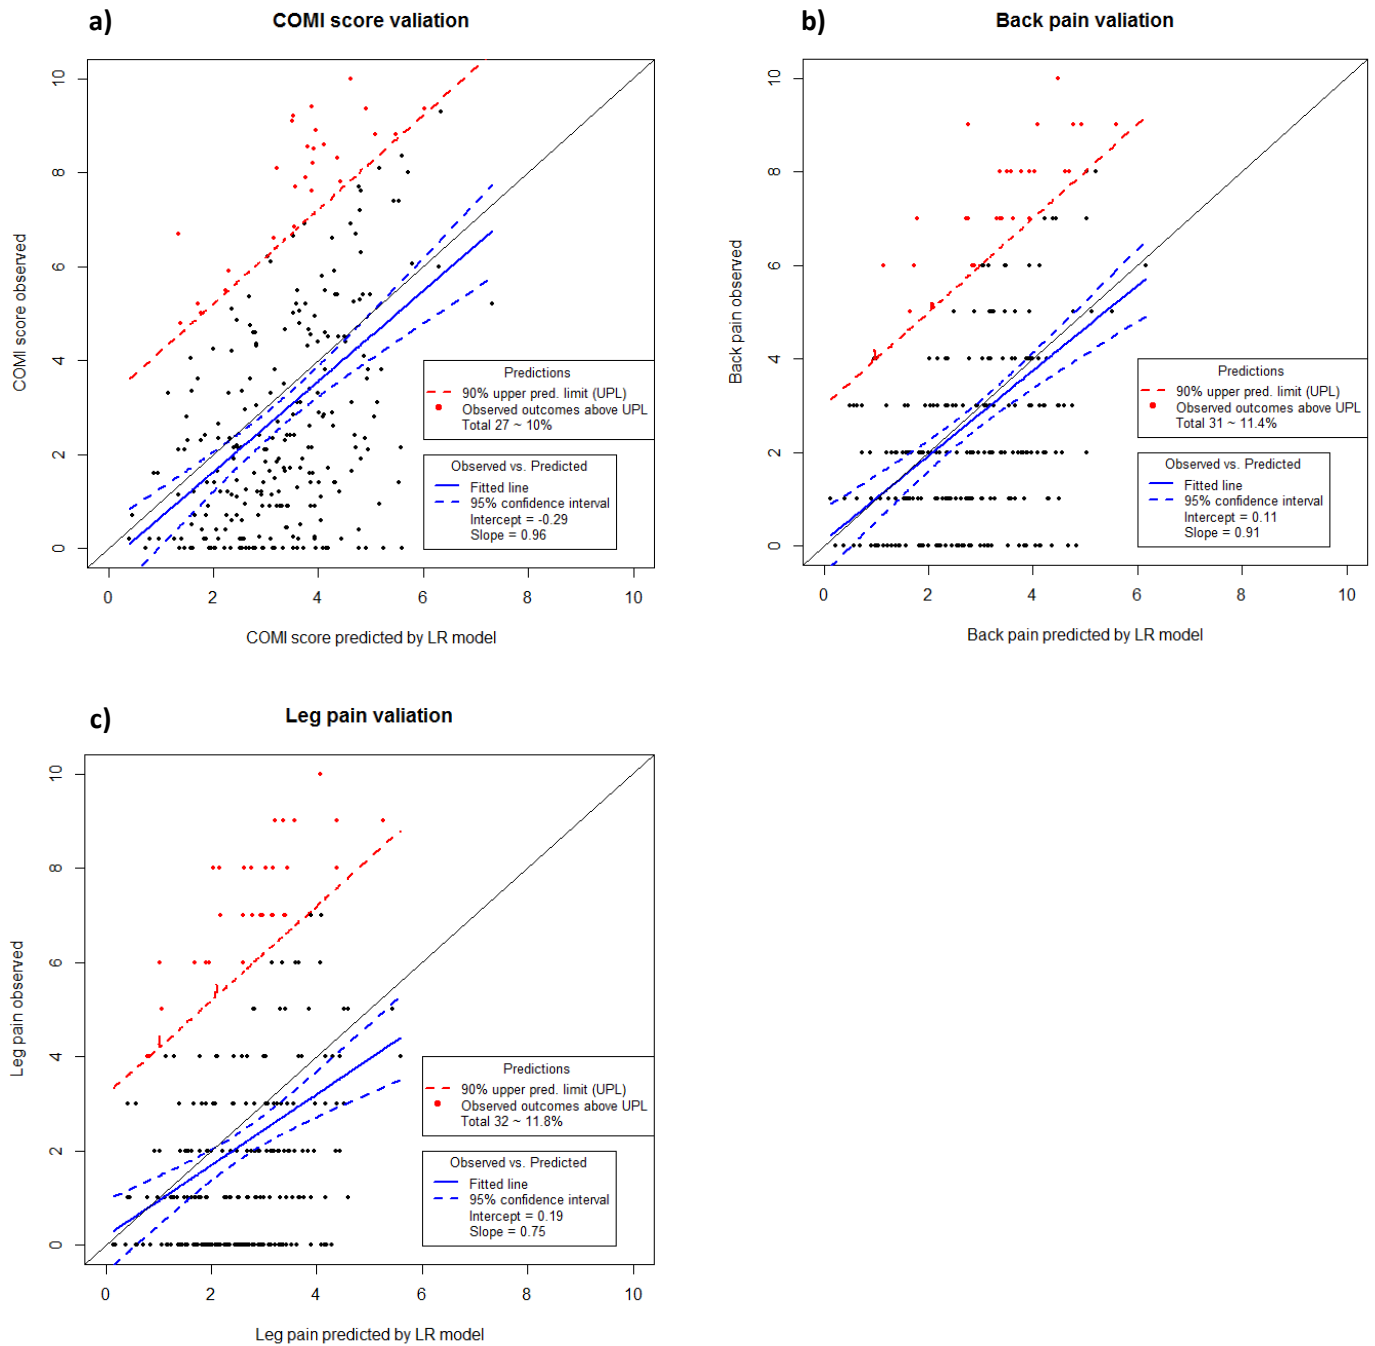 a)
COMI score valiation
COMI score observed
10
8
6
4
2
0
Predictions
90% upper pred. limit (UPL)
Observed outcomes above UPL
Total 27 ~ 10%
Observed vs. Predicted
Fitted line
95% confidence interval
Intercept = -0.29
Slope = 0.96
0 2 4 6 8 10
COMI score predicted by LR model
b)
Back pain valiation
Back pain observed
10
8
6
4
2
0
Predictions
90% upper pred. limit (UPL)
Observed outcomes above UPL
Total 31 ~ 11.4%
Observed vs. Predicted
Fitted line
95% confidence interval
Intercept = 0.11
Slope = 0.91
0 2 4 6 8 10
Back pain predicted by LR model
c)
Leg pain valiation
Leg pain observed
10
8
6
4
2
0
Predictions
90% upper pred. limit (UPL)
Observed outcomes above UPL
Total 32 ~ 11.8%
Observed vs. Predicted
Fitted line
95% confidence interval
Intercept = 0.19
Slope = 0.75
0 2 4 6 8 10
Leg pain predicted by LR model